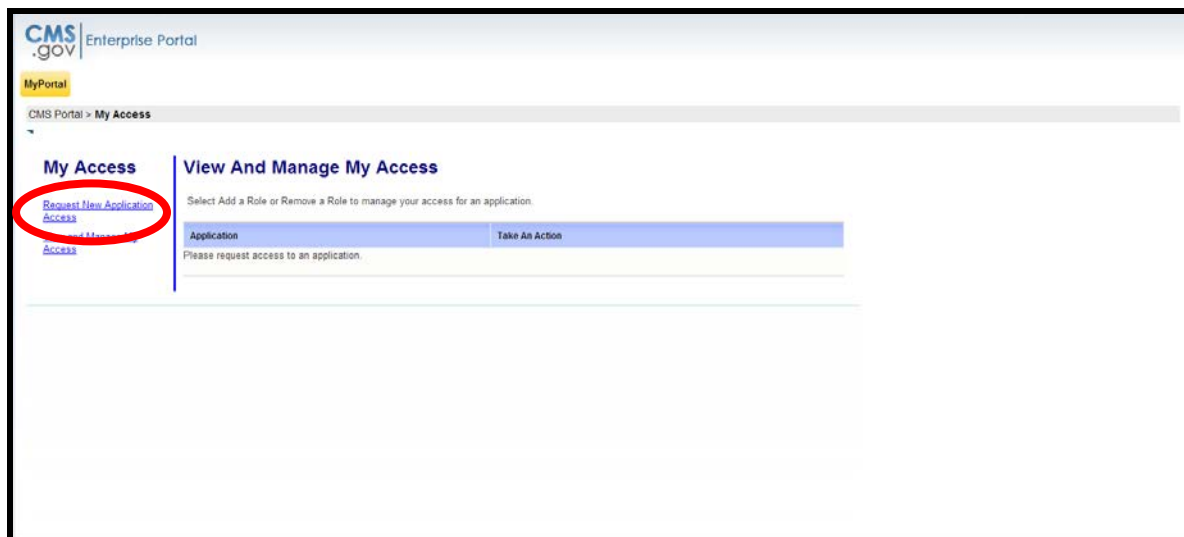 CMS
.gov
Enterprise Portal
MyPortal
CMS Portal > My Access
My Access
Request New Application
Access
Access
View And Manage My Access
Select Add a Role or Remove a Role to manage your access for an application.
Application Take An Action
Please request access to an application.